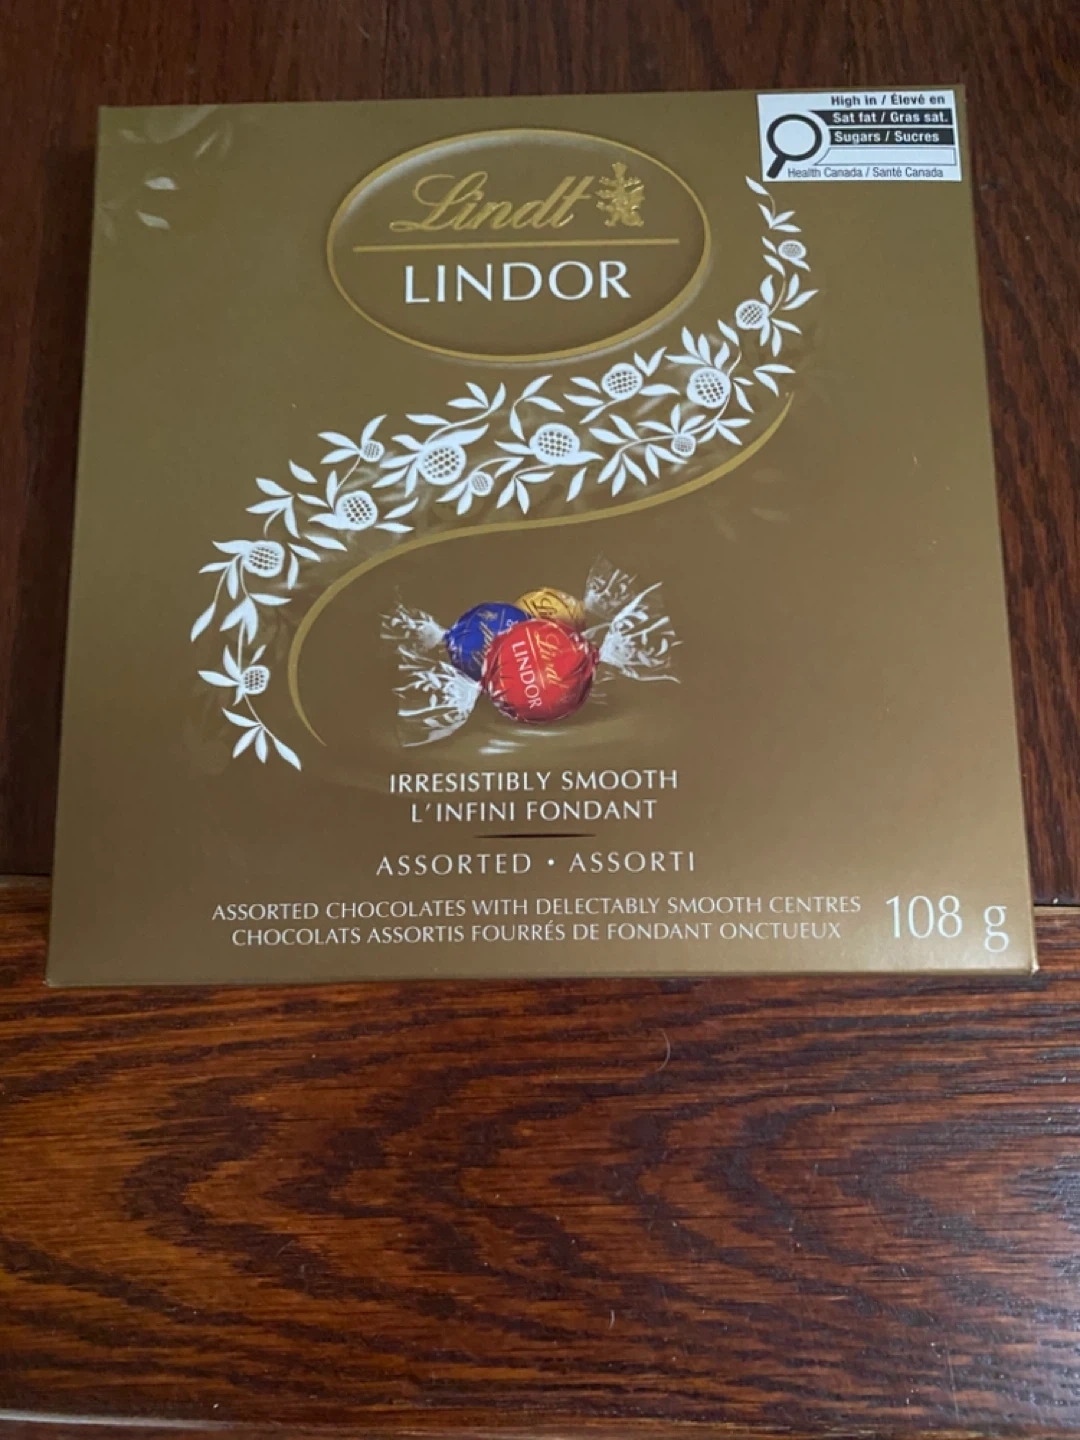 High in / Élevé en
Sat fat / Gras sat.
Sugars / Sucres
Health Canada / Santé Canada
Lindt
LINDOR
Lindt
LINDOR
IRRESISTIBLY SMOOTH
L'INFINI FONDANT
ASSORTED • ASSORTI
ASSORTED CHOCOLATES WITH DELECTABLY SMOOTH CENTRES
CHOCOLATS ASSORTIS FOURRÉS DE FONDANT ONCTUEUX
108 g